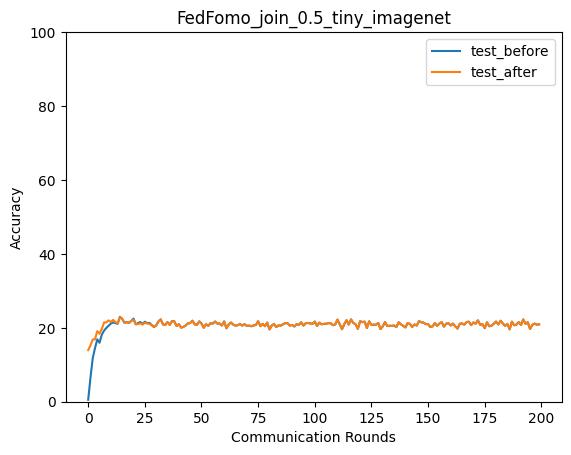 FedFomo_join_0.5_tiny_imagenet
test_before
test_after
100
80
60
40
20
0
Accuracy
0 25 50 75 100 125 150 175 200
Communication Rounds